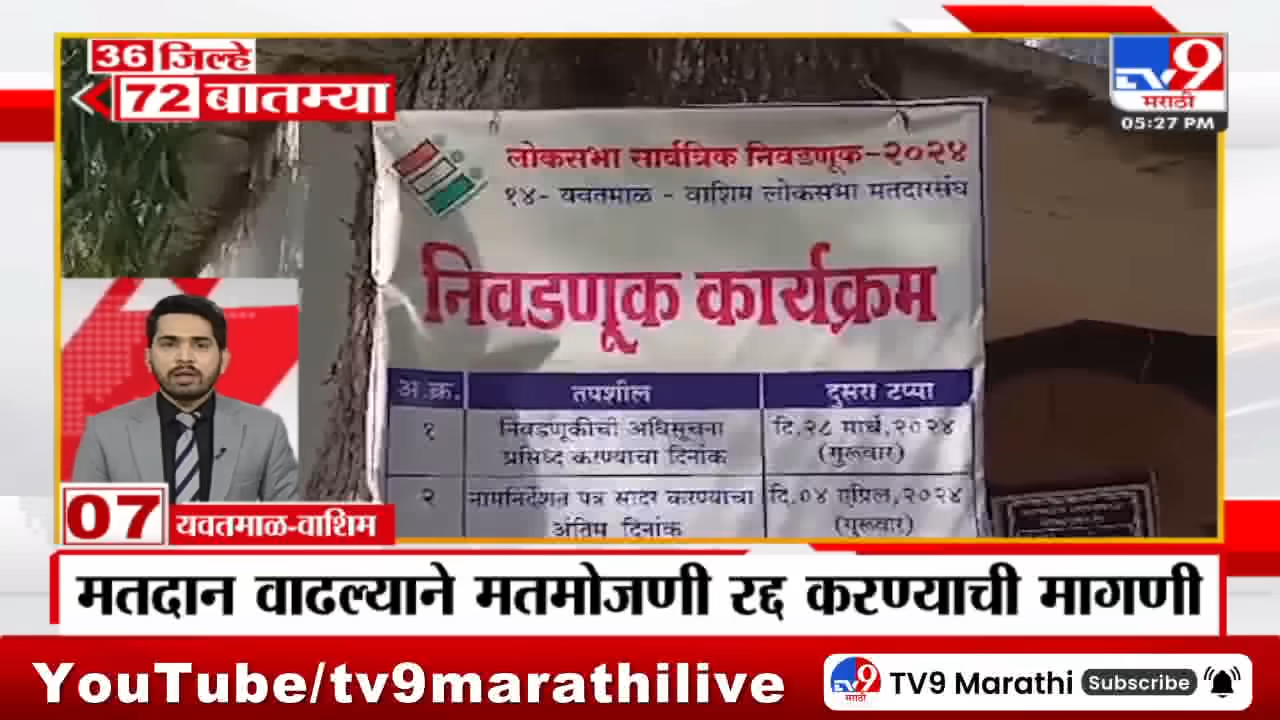 36 जिल्हे
72 बातम्या
TV9
मराठी
05:27 PM
लोकसभा सार्वत्रिक निवडणूक-२०२४
१४- यवतमाळ - वाशिम लोकसभा मतदारसंघ
निवडणूक कार्यक्रम
अ.क्र. तपशील दुसरा टप्पा
१ निवडणूकीची अधिसूचना प्रसिध्द करण्याचा दिनांक दि.२८ मार्च,२०२४ (गुरूवार)
२ नामनिर्देशन पत्र सादर करण्याचा अंतिम दिनांक दि.०४ एप्रिल,२०२४ (गुरूवार)
07 यवतमाळ-वाशिम
मतदान वाढल्याने मतमोजणी रद्द करण्याची मागणी
YouTube/tv9marathilive
TV9 मराठी TV9 Marathi Subscribe